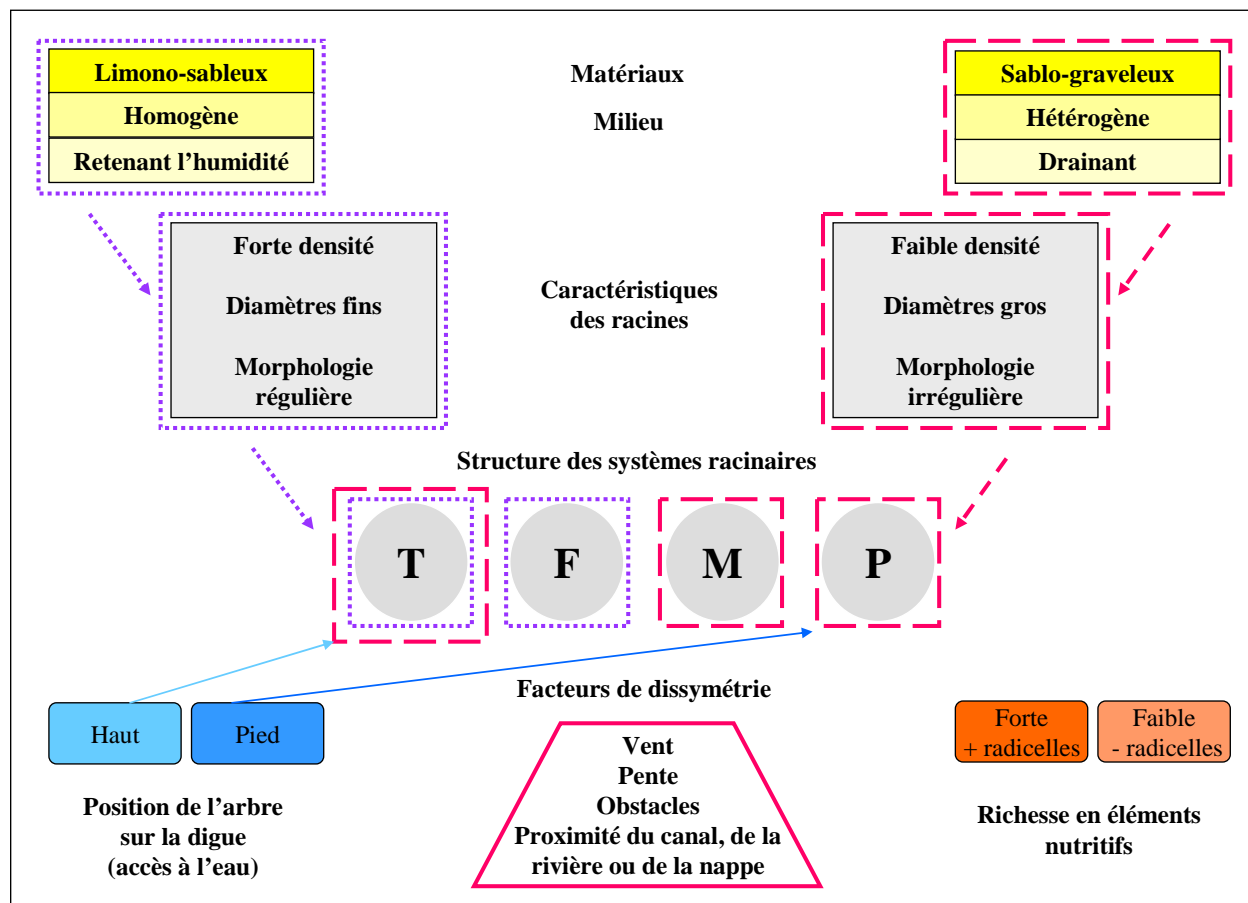 Limono-sableux
Homogène
Retenant l’humidité
Matériaux
Milieu
Sablo-graveleux
Hétérogène
Drainant
Forte densité
Diamètres fins
Morphologie
régulière
Caractéristiques
des racines
Faible densité
Diamètres gros
Morphologie
irrégulière
Structure des systèmes racinaires
T F M P
Haut
Pied
Position de l’arbre
sur la digue
(accès à l’eau)
Facteurs de dissymétrie
Vent
Pente
Obstacles
Proximité du canal, de la
rivière ou de la nappe
Forte
+ radicelles
Faible
- radicelles
Richesse en éléments
nutritifs